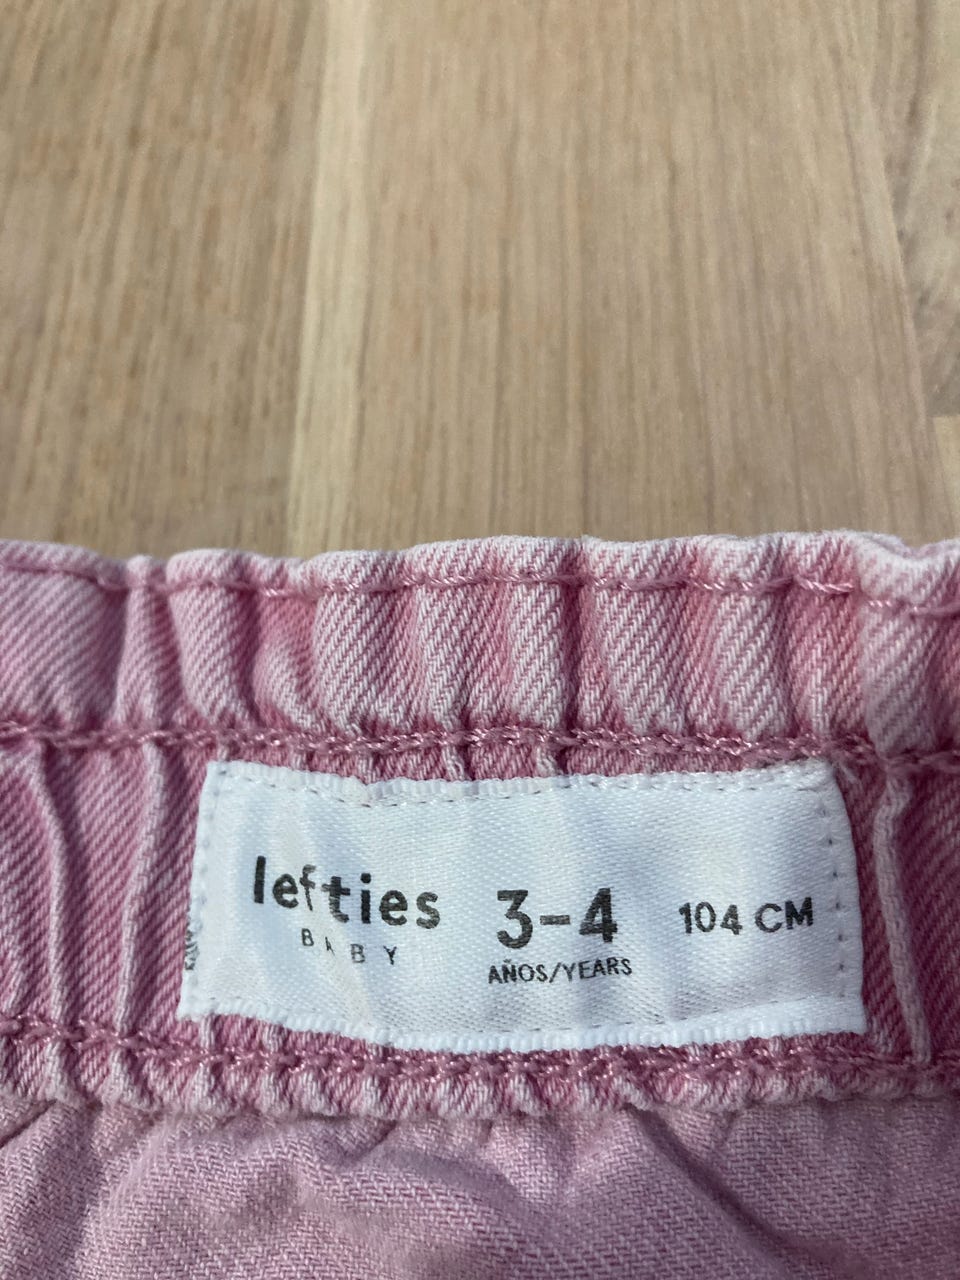 lefties
BABY
3-4
AÑOS/YEARS
104 CM